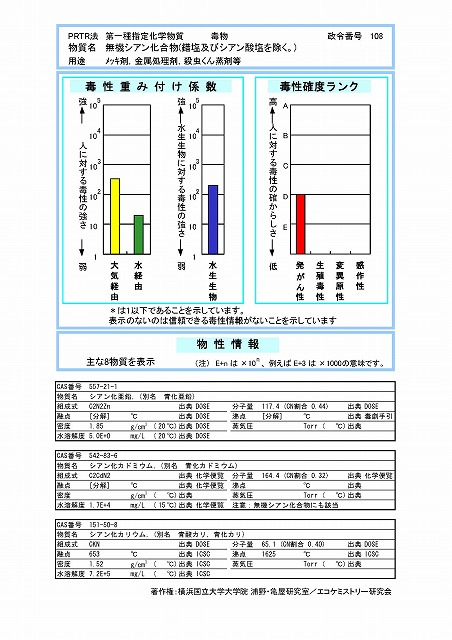 PRTR法 第一種指定化学物質 毒物 政令番号 108
物質名 無機シアン化合物(錯塩及びシアン酸塩を除く。)
用途 メッキ剤, 金属処理剤, 殺虫くん蒸剤等
毒性重み付け係数
強 10⁵ 10⁴ 10³ 10² 10 1 弱
人に対する毒性の強さ
大気経由 水経由
強 10⁵ 10⁴ 10³ 10² 10 1 弱
水生生物に対する毒性の強さ
水生生物
毒性確度ランク
高 A B C D E 低
人に対する毒性の確からしさ
発がん性 生殖毒性 変異原性 感作性
*は1以下であることを示しています。
表示のないのは信頼できる毒性情報がないことを示しています
物性情報
主な8物質を表示 (注) E+n は ×10ⁿ 、例えば E+3 は ×1000の意味です。
CAS番号 557-21-1
物質名 シアン化亜鉛, (別名 青化亜鉛)
組成式 C2N2Zn 出典 DOSE 分子量 117.4 (CN割合 0.44) 出典 DOSE
融点 [分解] ℃ 出典 DOSE 沸点 [分解] ℃ 出典 毒劇手引
密度 1.85 g/cm³ ( 20℃) 出典 DOSE 蒸気圧 Torr ( ℃) 出典
水溶解度 5.0E+0 mg/L ( 20℃) 出典 DOSE
CAS番号 542-83-6
物質名 シアン化カドミウム, (別名 青化カドミウム)
組成式 C2CdN2 出典 化学便覧 分子量 164.4 (CN割合 0.32) 出典 化学便覧
融点 [分解] ℃ 出典 化学便覧 沸点 ℃ 出典
密度 g/cm³ ( ℃) 出典 蒸気圧 Torr ( ℃) 出典
水溶解度 1.7E+4 mg/L ( 15℃) 出典 化学便覧 注意：無機シアン化合物にも該当
CAS番号 151-50-8
物質名 シアン化カリウム, (別名 青酸カリ, 青化カリ)
組成式 CKN 出典 DOSE 分子量 65.1 (CN割合 0.40) 出典 DOSE
融点 653 ℃ 出典 ICSC 沸点 1625 ℃ 出典 ICSC
密度 1.52 g/cm³ ( ℃) 出典 ICSC 蒸気圧 Torr ( ℃) 出典
水溶解度 7.2E+5 mg/L ( ℃) 出典 ICSC
著作権:横浜国立大学大学院 浦野・亀屋研究室／エコケミストリー研究会